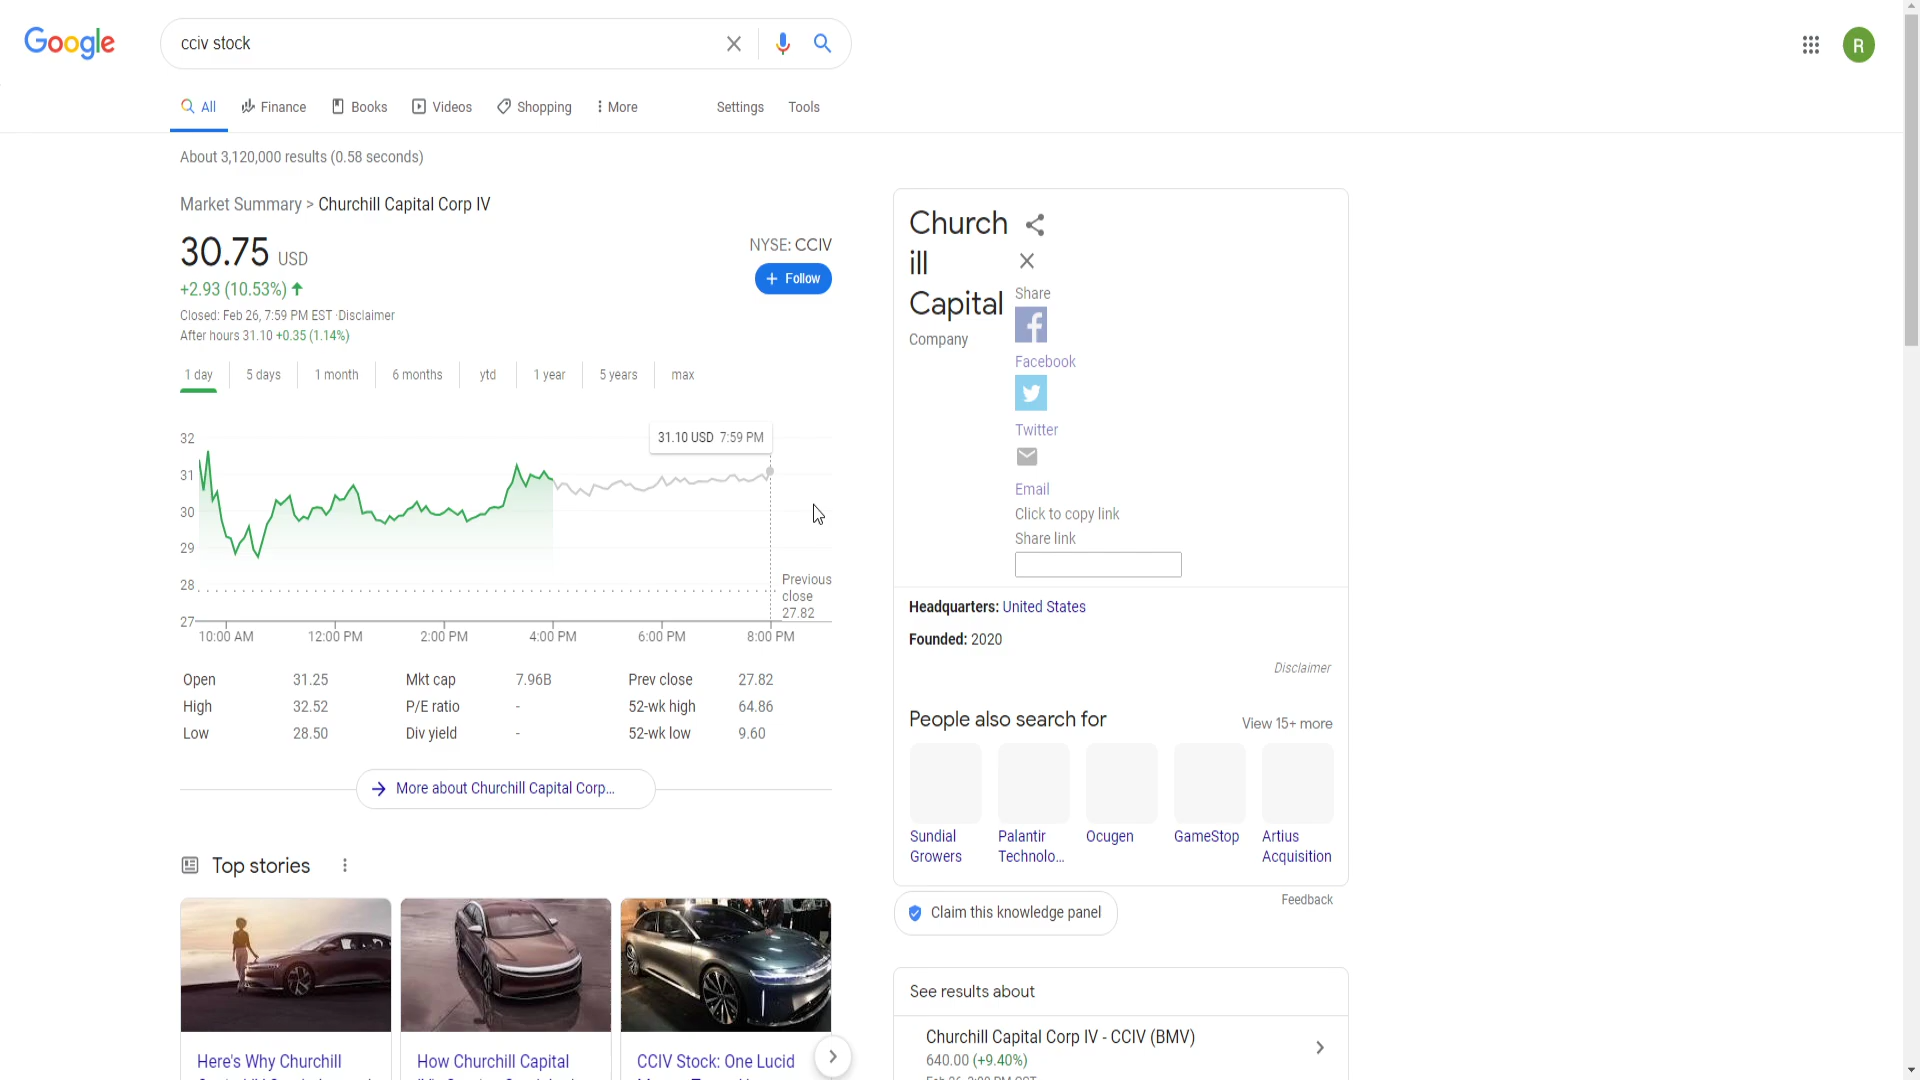 Google
cciv stock
R
All
Finance
Books
Videos
Shopping
More
Settings
Tools
About 3,120,000 results (0.58 seconds)
Market Summary > Churchill Capital Corp IV
30.75 USD
NYSE: CCIV
+2.93 (10.53%)
Follow
Closed: Feb 26, 7:59 PM EST ·Disclaimer
After hours 31.10 +0.35 (1.14%)
1 day
5 days
1 month
6 months
ytd
1 year
5 years
max
31.10 USD 7:59 PM
32
31
30
29
28
27
Previous
close
27.82
10:00 AM
12:00 PM
2:00 PM
4:00 PM
6:00 PM
8:00 PM
Open 31.25 Mkt cap 7.96B Prev close 27.82
High 32.52 P/E ratio - 52-wk high 64.86
Low 28.50 Div yield - 52-wk low 9.60
More about Churchill Capital Corp...
Top stories
Here's Why Churchill
How Churchill Capital
CCIV Stock: One Lucid
Church
ill
Capital
Company
Share
Facebook
Twitter
Email
Click to copy link
Share link
Headquarters: United States
Founded: 2020
Disclaimer
People also search for
View 15+ more
Sundial
Growers
Palantir
Technolo...
Ocugen
GameStop
Artius
Acquisition
Feedback
Claim this knowledge panel
See results about
Churchill Capital Corp IV - CCIV (BMV)
640.00 (+9.40%)